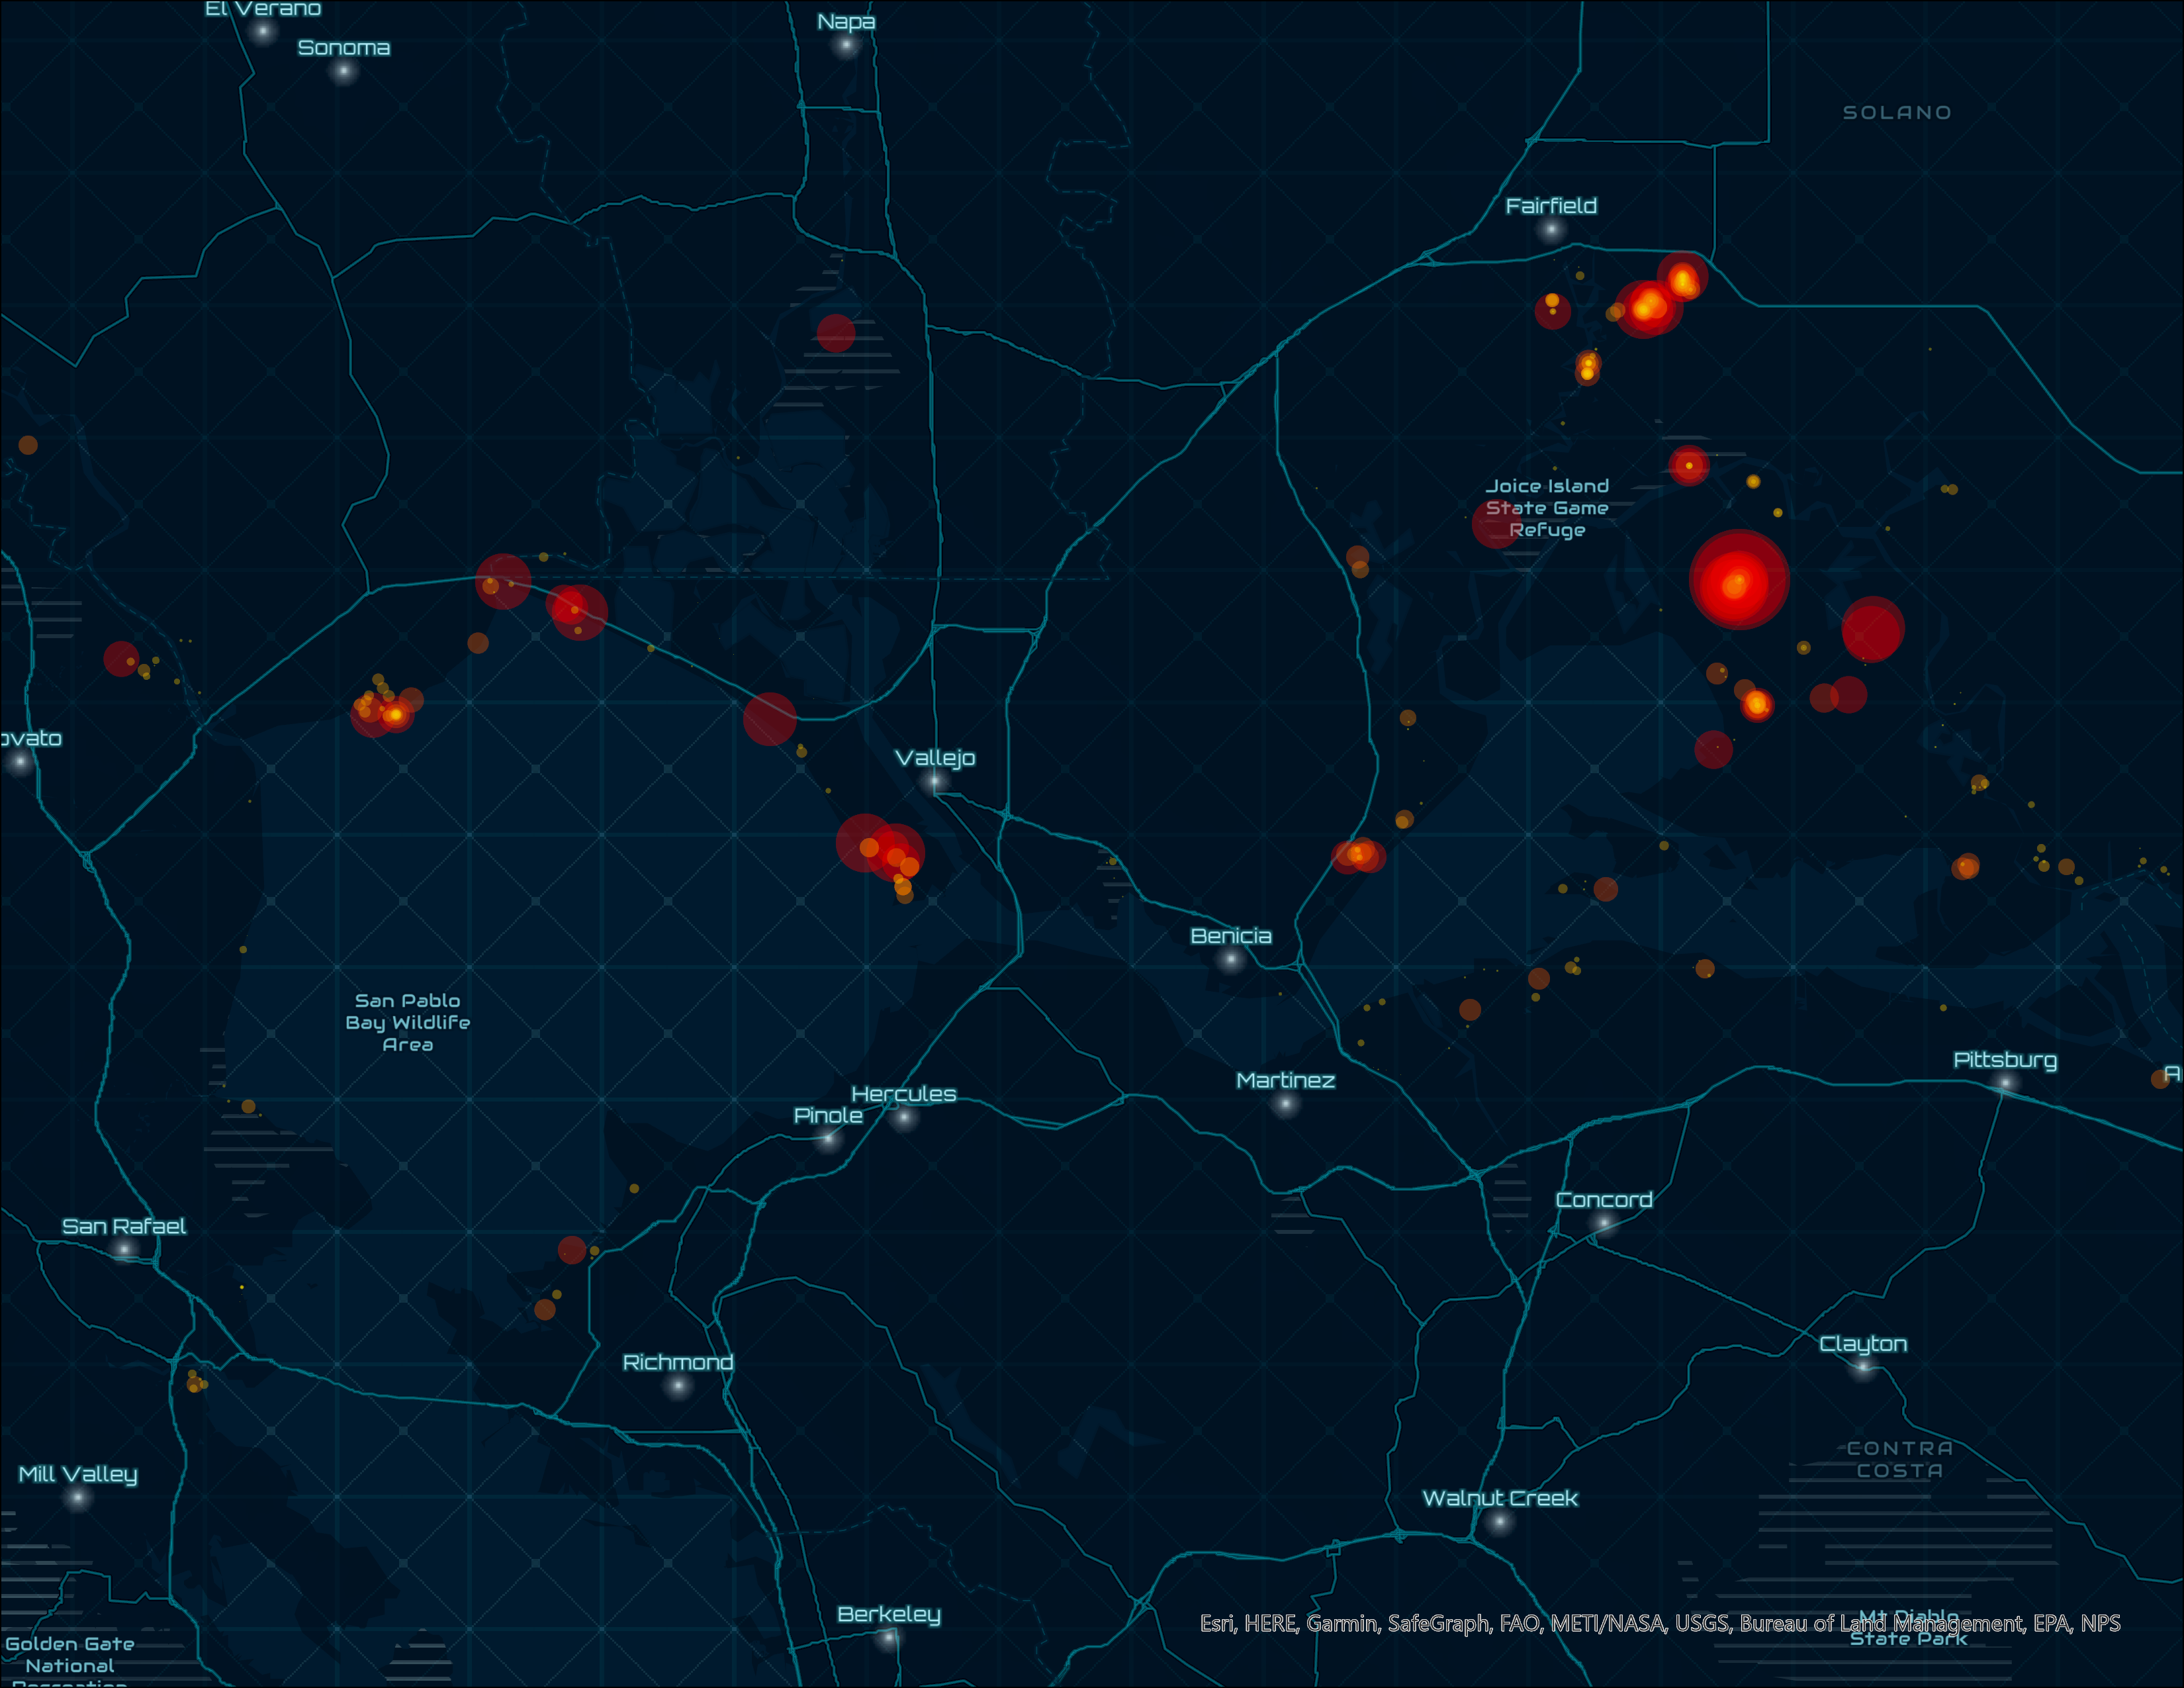 El Verano
Sonoma
Napa
SOLANO
Fairfield
Joice Island
State Game
Refuge
ovato
Vallejo
Benicia
San Pablo
Bay Wildlife
Area
Pittsburg
A
Martinez
Hercules
Pinole
San Rafael
Concord
Clayton
Richmond
CONTRA
COSTA
Mill Valley
Walnut Creek
Berkeley
Mt Diablo
State Park
Esri, HERE, Garmin, SafeGraph, FAO, METI/NASA, USGS, Bureau of Land Management, EPA, NPS
Golden Gate
National
Recreation